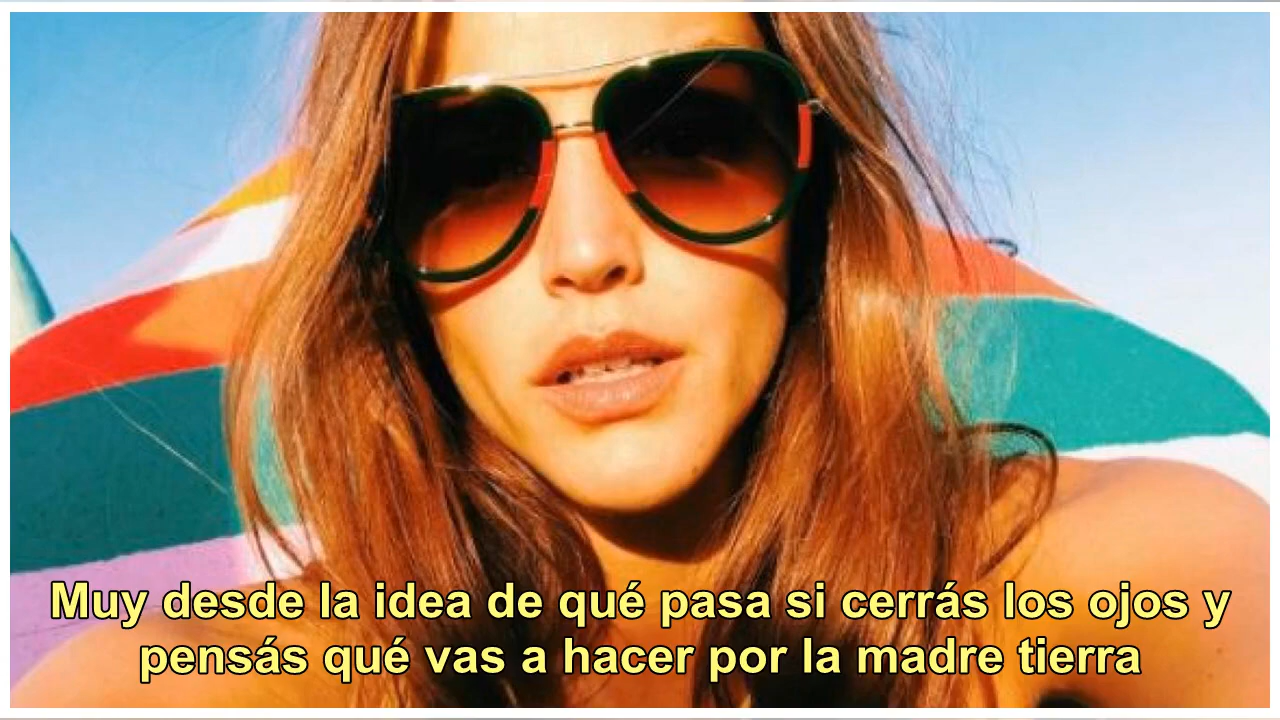 Muy desde la idea de qué pasa si cerrás los ojos y
pensás qué vas a hacer por la madre tierra